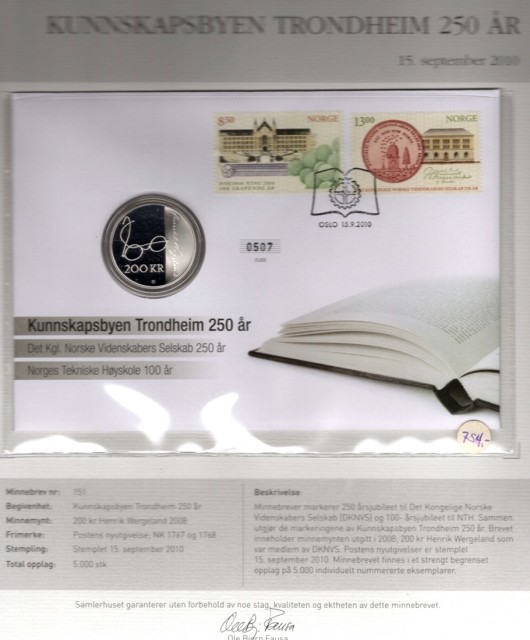 KUNNSKAPSBYEN TRONDHEIM 250 ÅR
15. september 2010
8,50 NORGE
13,00 NORGE
OSLO 15.9.2010
0507
200 KR
Kunnskapsbyen Trondheim 250 år
Det Kgl. Norske Videnskabers Selskab 250 år
Norges Tekniske Høyskole 100 år
754,-
Minnebrev nr: 151
Begivenhet: Kunnskapsbyen Trondheim 250 år
Minnemynt: 200 kr Henrik Wergeland 2008
Frimerke: Postens nyutgivelse; NK 1767 og 1768
Stempling: Stemplet 15. september 2010
Total opplag: 5.000 stk
Beskrivelse:
Minnebrever markerer 250 årsjubileet til Det Kongelige Norske
Videnskabers Selskab (DKNVS) og 100- årsjubileet til NTH. Sammen
utgjør de markeringene av Kunnskapsbyen Trondheim 250 år. Brevet
inneholder minnemynten utgitt i 2008; 200 kr Henrik Wergeland som
var medlem av DKNVS. Postens nyutgivelse er stemplet
15. september 2010. Minnebrevet finnes i et strengt begrenset
opplag på 5.000 individuelt nummererte eksemplarer.
Samlerhuset garanterer uten forbehold av noe slag, kvaliteten og ektheten av dette minnebrevet.
Ole Bjørn Fausa